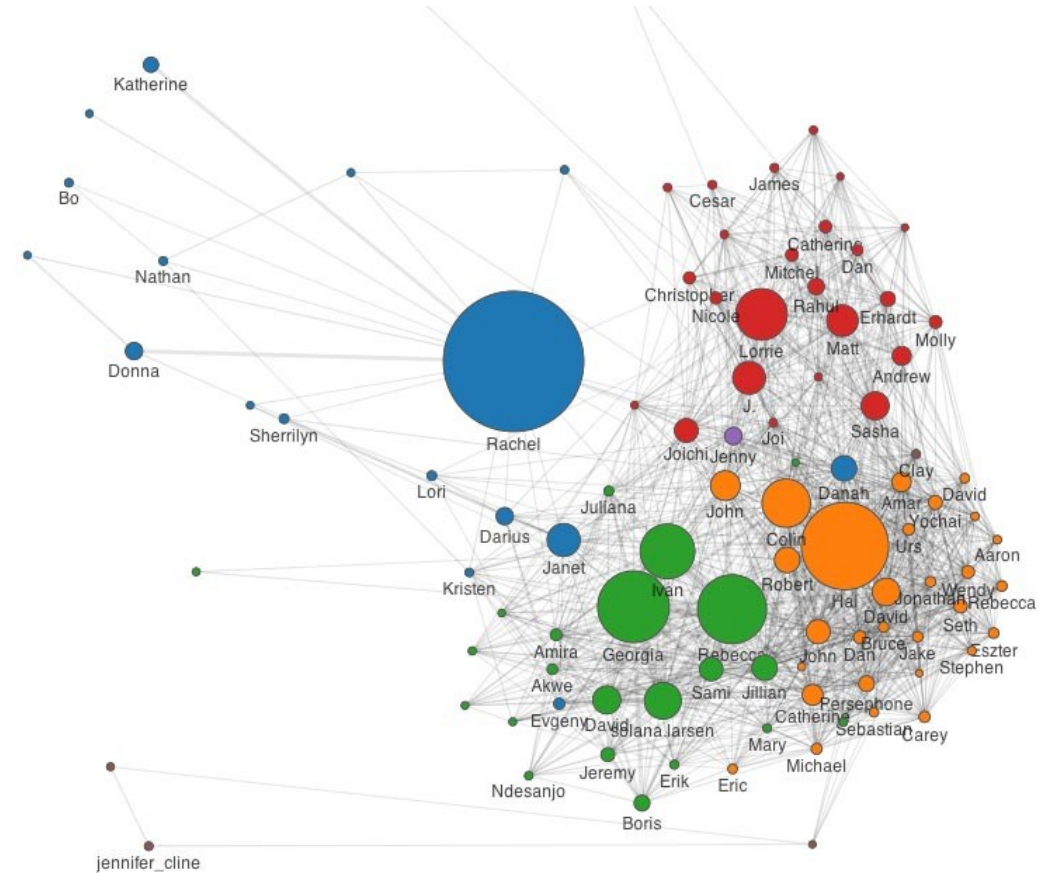 Katherine
James
Bo
Cesar
Catherine
Dan
Nathan
Mitchel
Christopher
Rahul
Nicole
Erhardt
Molly
Lorrie
Matt
Donna
Andrew
J.
Sherrilyn
Rachel
Sasha
Joi
Joichi
Jenny
Clay
Lori
Danah
David
Amar
Juliana
John
Yochai
Darius
Colin
Urs
Aaron
Janet
Robert
Kristen
Ivan
Hal
Wendy
Jonathan
Rebecca
David
Seth
Georgia
Rebecca
Bruce
Amira
John
Dan
Jake
Eszter
Stephen
Akwe
Sami
Jillian
Persephone
Evgeny
David
solana.larsen
Catherine
Sebastian
Carey
Mary
Michael
Jeremy
Erik
Eric
Ndesanjo
Boris
jennifer_cline